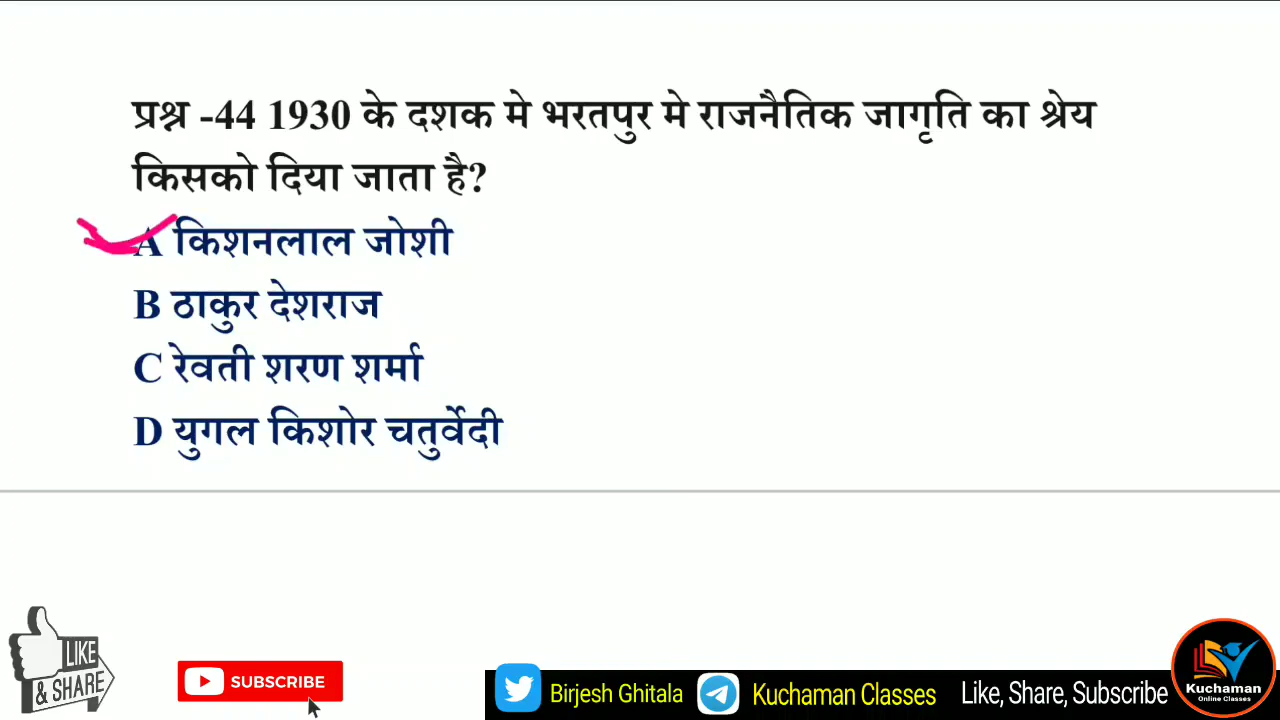 प्रश्न -44 1930 के दशक मे भरतपुर मे राजनैतिक जागृति का श्रेय
किसको दिया जाता है?
A किशनलाल जोशी
B ठाकुर देशराज
C रेवती शरण शर्मा
D युगल किशोर चतुर्वेदी
LIKE
& SHARE
SUBSCRIBE
Birjesh Ghitala
Kuchaman Classes
Like, Share, Subscribe
Kuchaman
Online Classes